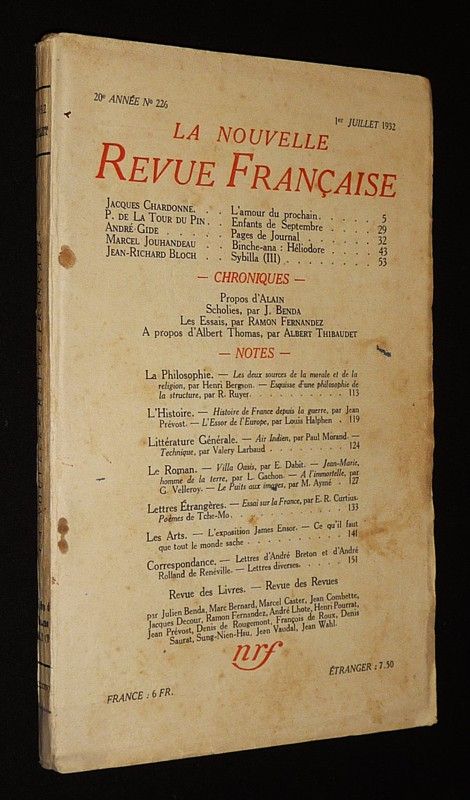 20e ANNÉE No 226
1er JUILLET 1932
LA NOUVELLE
REVUE FRANÇAISE
JACQUES CHARDONNE. . . L'amour du prochain. . . . . . 5
P. DE LA TOUR DU PIN. . Enfants de Septembre . . . . . 29
ANDRÉ GIDE . . . . . Pages de Journal . . . . . . 32
MARCEL JOUHANDEAU . . Binche-ana : Héliodore . . . . 43
JEAN-RICHARD BLOCH . . Sybilla (III) . . . . . . . . 53
— CHRONIQUES —
Propos d'ALAIN
Scholies, par J. BENDA
Les Essais, par RAMON FERNANDEZ
A propos d'Albert Thomas, par ALBERT THIBAUDET
— NOTES —
La Philosophie. — Les deux sources de la morale et de la
religion, par Henri Bergson. — Esquisse d'une philosophie de
la structure, par R. Ruyer. . . . . . . . . . 113
L'Histoire. — Histoire de France depuis la guerre, par Jean
Prévost. — L'Essor de l'Europe, par Louis Halphen . 119
Littérature Générale. — Air Indien, par Paul Morand. —
Technique, par Valery Larbaud . . . . . . . . . 124
Le Roman. — Villa Oasis, par E. Dabit. — Jean-Marie,
homme de la terre, par L. Gachon. — A l'immortelle, par
G. Velleroy. — Le Puits aux images, par M. Aymé . 127
Lettres Étrangères. — Essai sur la France, par E. R. Curtius.
Poèmes de Tche-Mo. . . . . . . . . . . . 133
Les Arts. — L'exposition James Ensor. — Ce qu'il faut
que tout le monde sache . . . . . . . . . . 141
Correspondance. — Lettres d'André Breton et d'André
Rolland de Renéville. — Lettres diverses. . . . . . 151
Revue des Livres. — Revue des Revues
par Julien Benda, Marc Bernard, Marcel Caster, Jean Combette,
Jacques Decour, Ramon Fernandez, André Lhote, Henri Pourrat,
Jean Prévost, Denis de Rougemont, François de Roux, Denis
Saurat, Sung-Nien-Hsu, Jean Vaudal, Jean Wahl.
nrf
FRANCE : 6 FR.
ÉTRANGER : 7.50